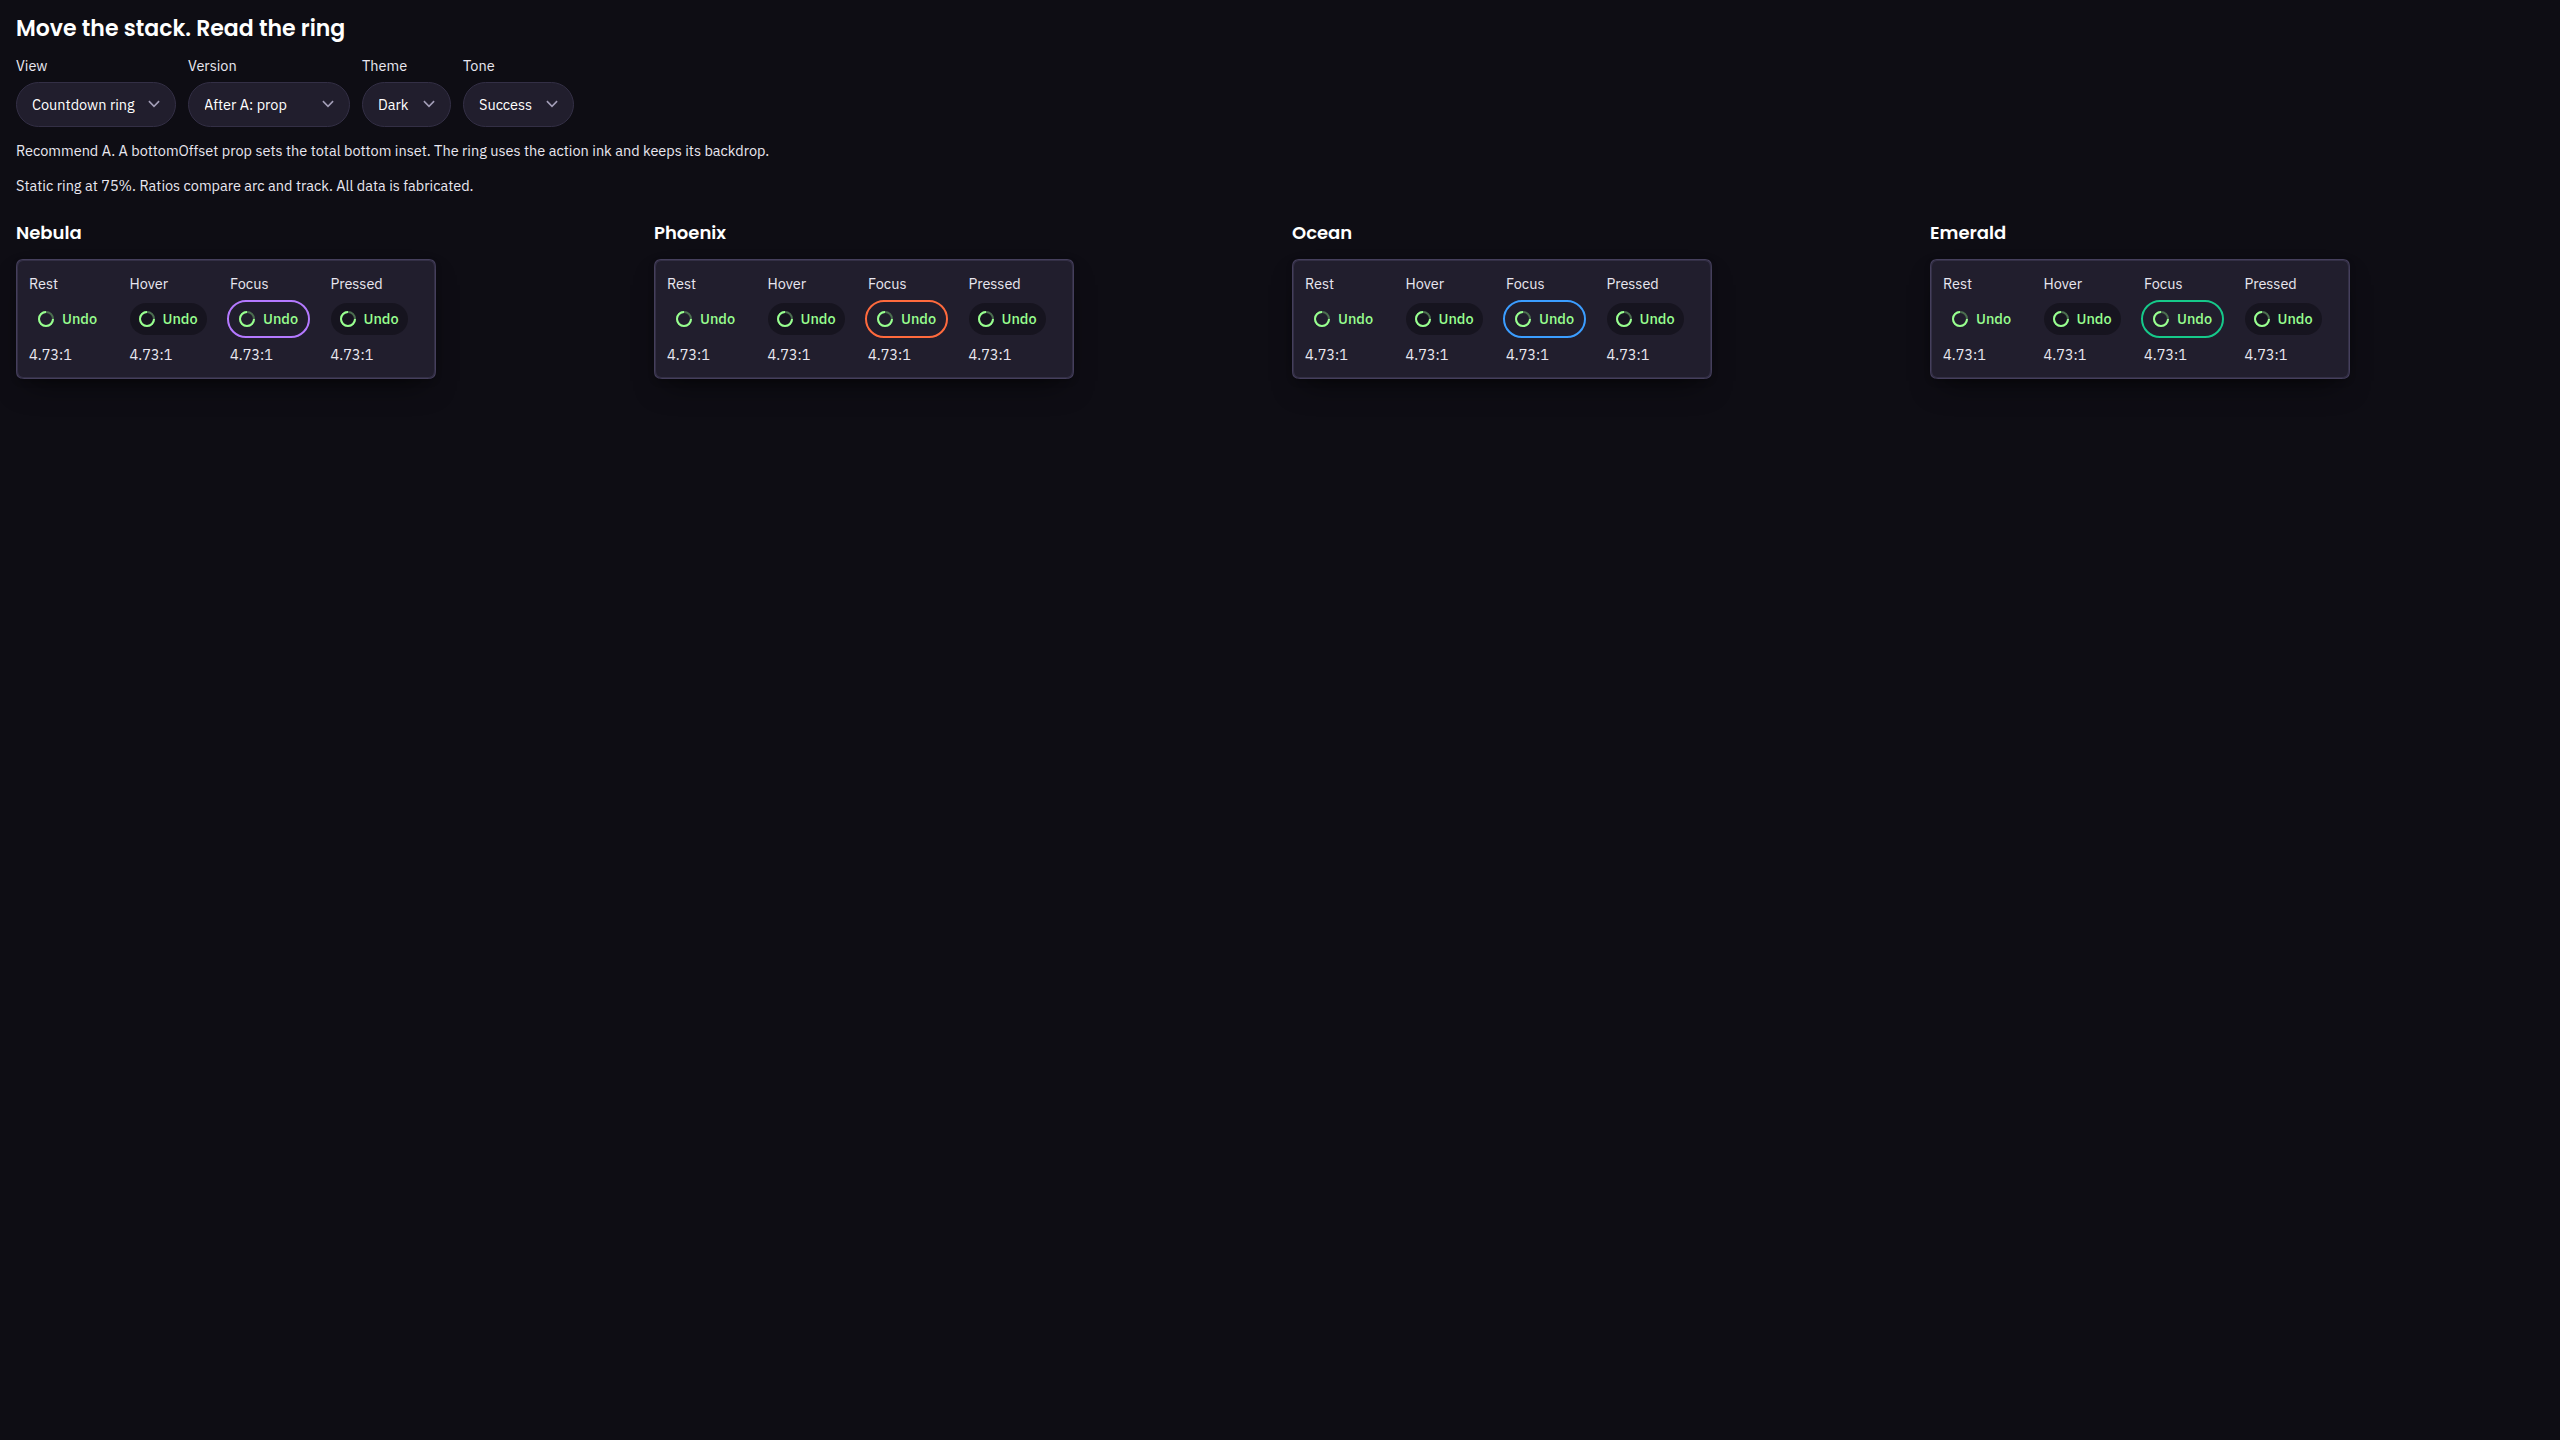 Move the stack. Read the ring
View Version Theme Tone
Countdown ring After A: prop Dark Success
Recommend A. A bottomOffset prop sets the total bottom inset. The ring uses the action ink and keeps its backdrop.
Static ring at 75%. Ratios compare arc and track. All data is fabricated.
Nebula
Rest Hover Focus Pressed
Undo Undo Undo Undo
4.73:1 4.73:1 4.73:1 4.73:1
Phoenix
Rest Hover Focus Pressed
Undo Undo Undo Undo
4.73:1 4.73:1 4.73:1 4.73:1
Ocean
Rest Hover Focus Pressed
Undo Undo Undo Undo
4.73:1 4.73:1 4.73:1 4.73:1
Emerald
Rest Hover Focus Pressed
Undo Undo Undo Undo
4.73:1 4.73:1 4.73:1 4.73:1